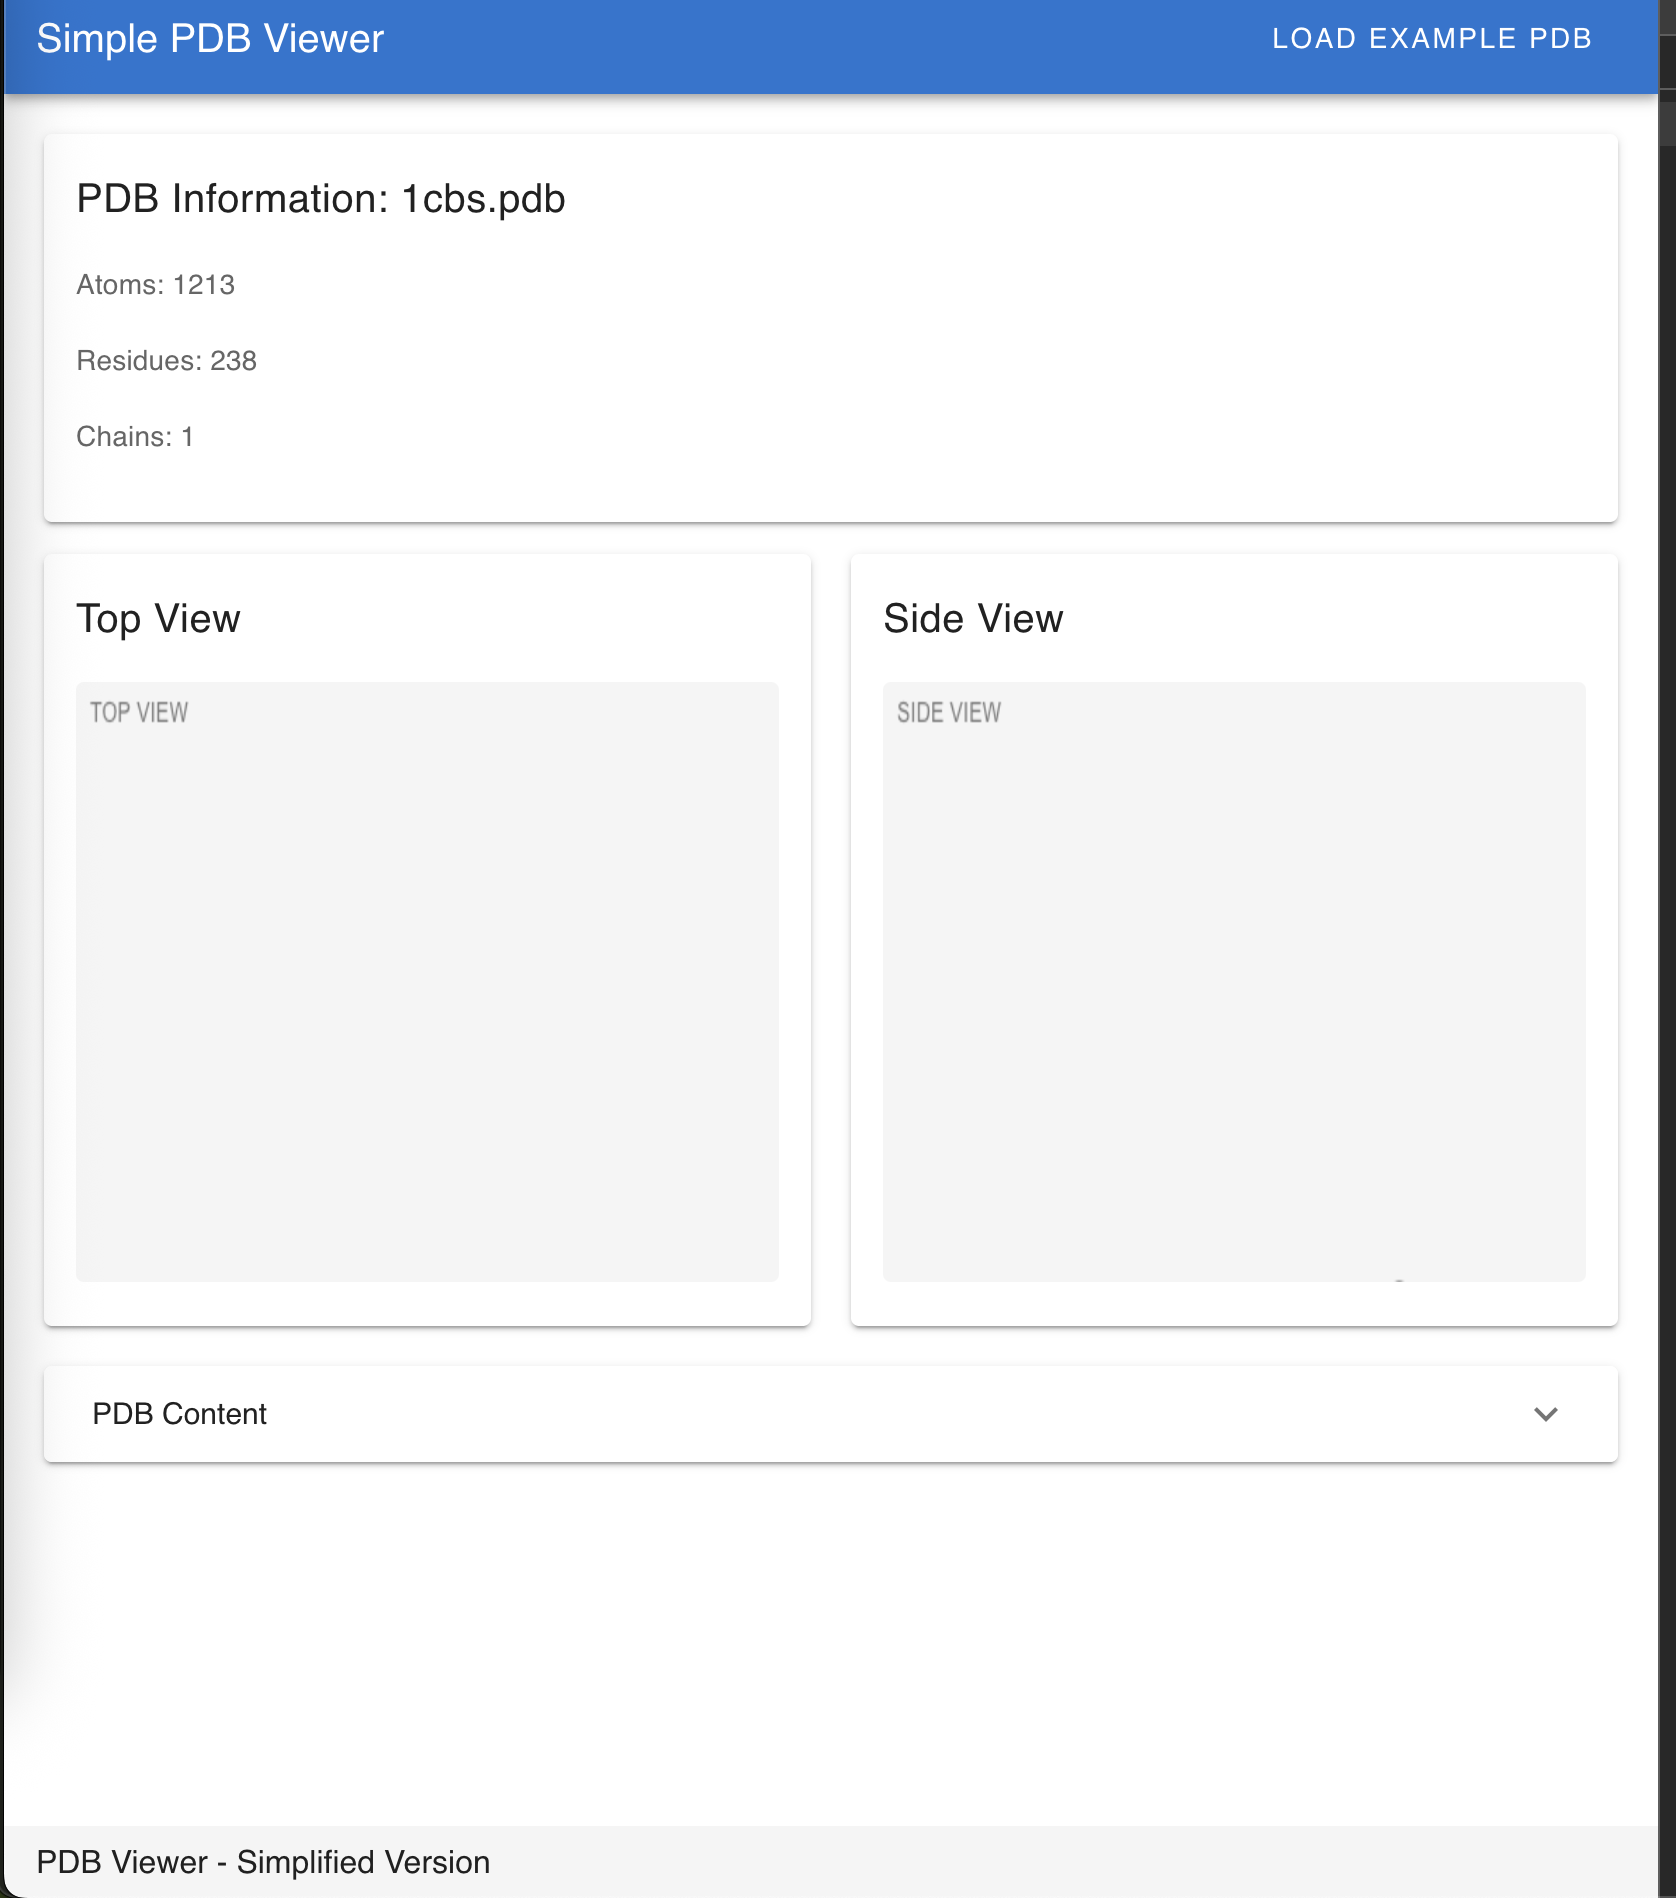 Simple PDB Viewer
LOAD EXAMPLE PDB
PDB Information: 1cbs.pdb
Atoms: 1213
Residues: 238
Chains: 1
Top View
TOP VIEW
Side View
SIDE VIEW
PDB Content
PDB Viewer - Simplified Version